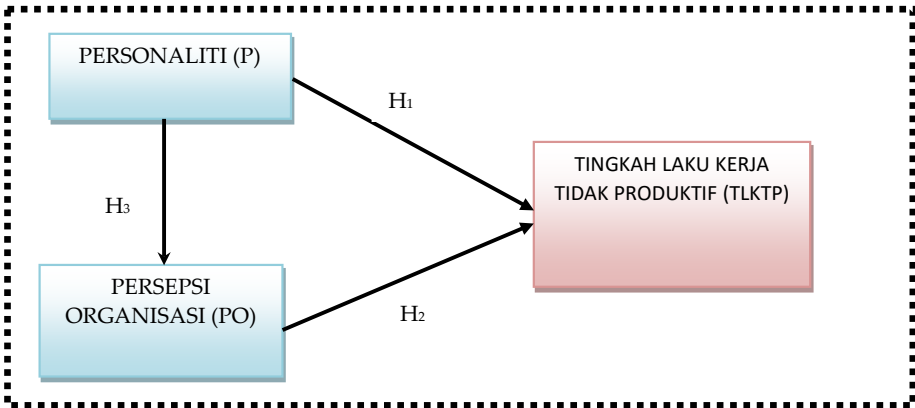 PERSONALITI (P)
H1
TINGKAH LAKU KERJA
TIDAK PRODUKTIF (TLKTP)
H3
PERSEPSI
ORGANISASI (PO)
H2